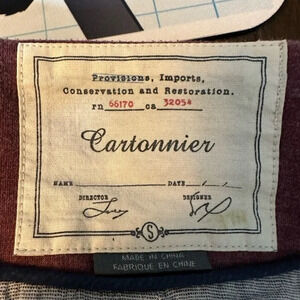 Provisions, Imports,
Conservation and Restoration.
rn 66170 ca 32054
Cartonnier
NAME DATE
DIRECTOR DESIGNER
S
MADE IN CHINA
FABRIQUÉ EN CHINE